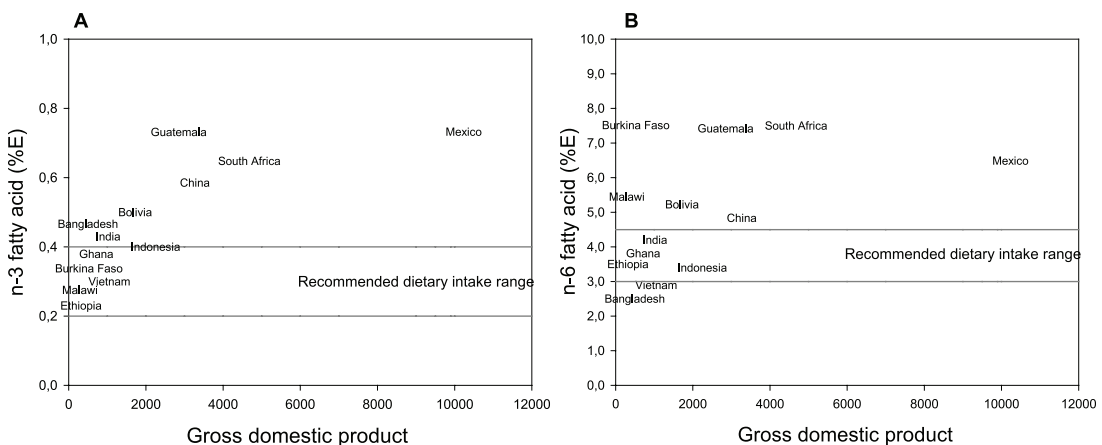 A
n-3 fatty acid (%E)
1,0
0,8
0,6
0,4
0,2
0,0
Guatemala
Mexico
South Africa
China
Bolivia
Bangladesh
India
Indonesia
Ghana
Burkina Faso
Vietnam
Recommended dietary intake range
Malawi
Ethiopia
0 2000 4000 6000 8000 10000 12000
Gross domestic product
B
n-6 fatty acid (%E)
10,0
9,0
8,0
7,0
6,0
5,0
4,0
3,0
2,0
1,0
0,0
Burkina Faso
Guatemala
South Africa
Mexico
Malawi
Bolivia
China
India
Ghana
Recommended dietary intake range
Ethiopia
Indonesia
Vietnam
Bangladesh
0 2000 4000 6000 8000 10000 12000
Gross domestic product